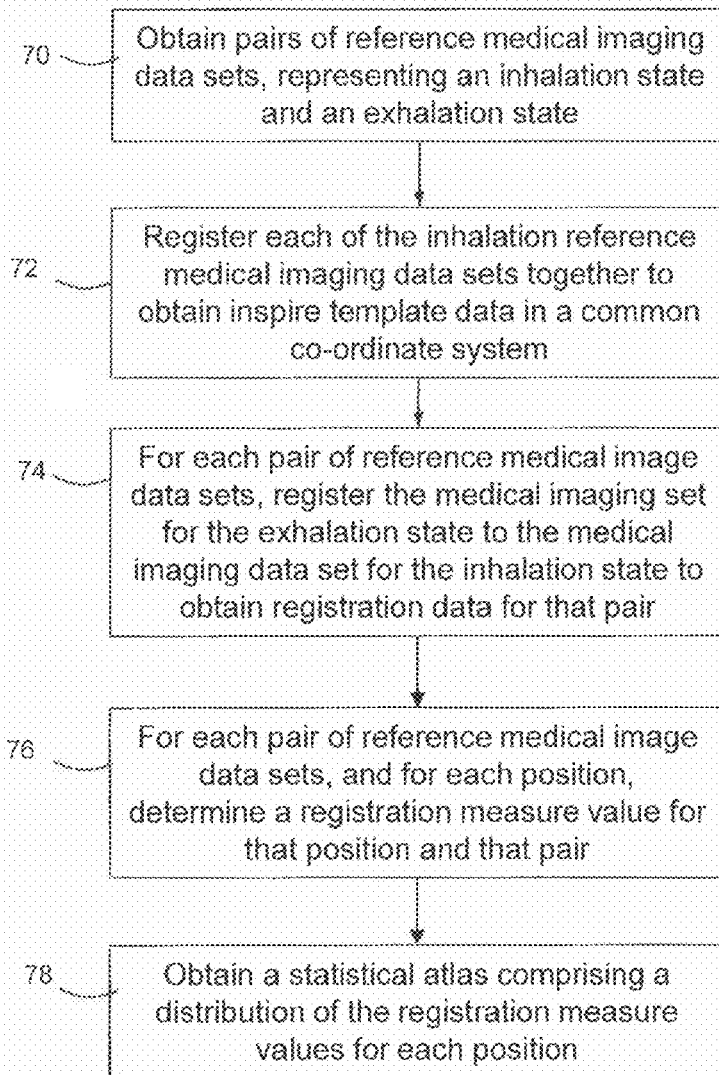 70
Obtain pairs of reference medical imaging
data sets, representing an inhalation state
and an exhalation state
72
Register each of the inhalation reference
medical imaging data sets together to
obtain inspire template data in a common
co-ordinate system
74
For each pair of reference medical image
data sets, register the medical imaging set
for the exhalation state to the medical
imaging data set for the inhalation state to
obtain registration data for that pair
76
For each pair of reference medical image
data sets, and for each position,
determine a registration measure value for
that position and that pair
78
Obtain a statistical atlas comprising a
distribution of the registration measure
values for each position